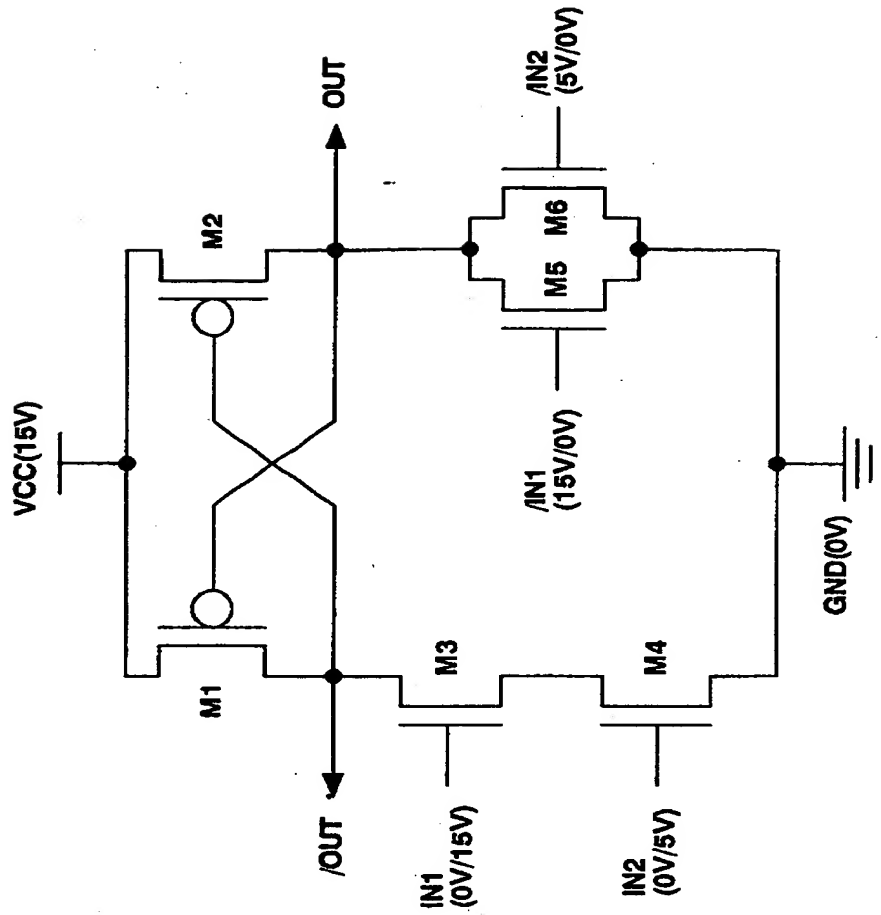 VCC(15V)
M1
M2
/OUT
OUT
IN1
(0V/15V)
M3
IN2
(0V/5V)
M4
/IN1
(15V/0V)
M5
M6
/IN2
(5V/0V)
GND(0V)